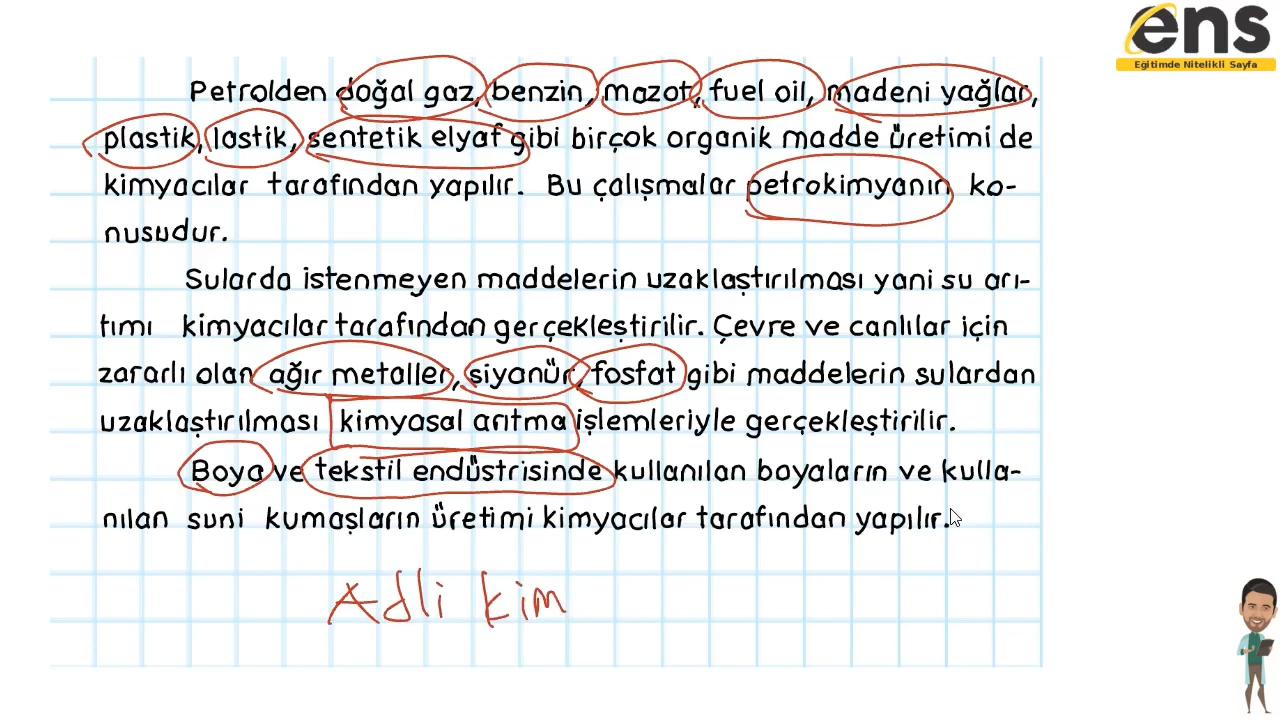 ens
Eğitimde Nitelikli Sayfa
Petrolden doğal gaz, benzin, mazot, fuel oil, madeni yağlar,
plastik, lastik, sentetik elyaf gibi birçok organik madde üretimi de
kimyacılar tarafından yapılır. Bu çalışmalar petrokimyanın ko-
nusudur.
Sularda istenmeyen maddelerin uzaklaştırılması yani su arı-
tımı kimyacılar tarafından gerçekleştirilir. Çevre ve canlılar için
zararlı olan ağır metaller, siyanür, fosfat gibi maddelerin sulardan
uzaklaştırılması kimyasal arıtma işlemleriyle gerçekleştirilir.
Boya ve tekstil endüstrisinde kullanılan boyaların ve kulla-
nılan suni kumaşların üretimi kimyacılar tarafından yapılır.
Adli kim